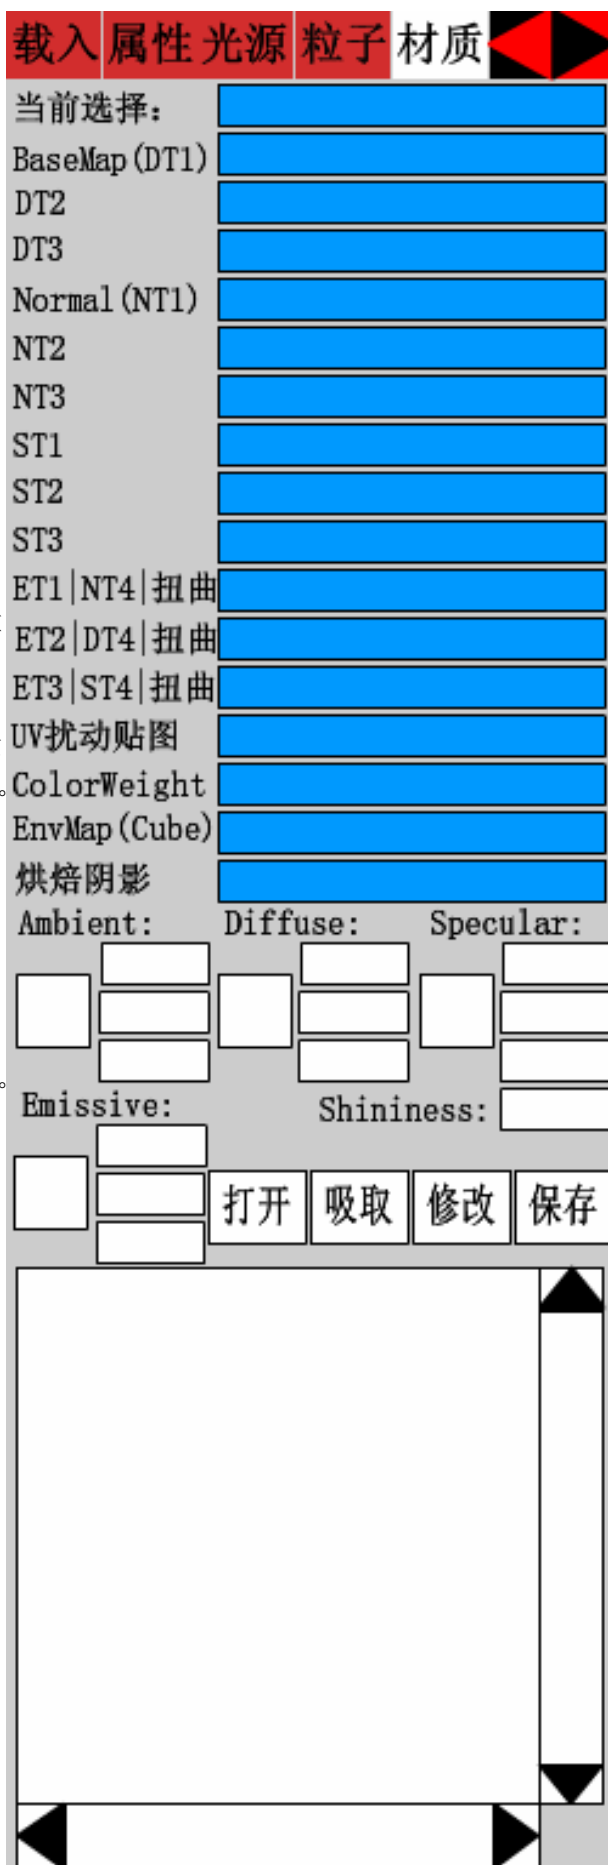 载入 属性 光源 粒子 材质
当前选择：
BaseMap(DT1)
DT2
DT3
Normal(NT1)
NT2
NT3
ST1
ST2
ST3
ET1|NT4|扭曲
ET2|DT4|扭曲
ET3|ST4|扭曲
UV扰动贴图
ColorWeight
EnvMap(Cube)
烘焙阴影
Ambient: Diffuse: Specular:
Emissive: Shininess:
打开 吸取 修改 保存